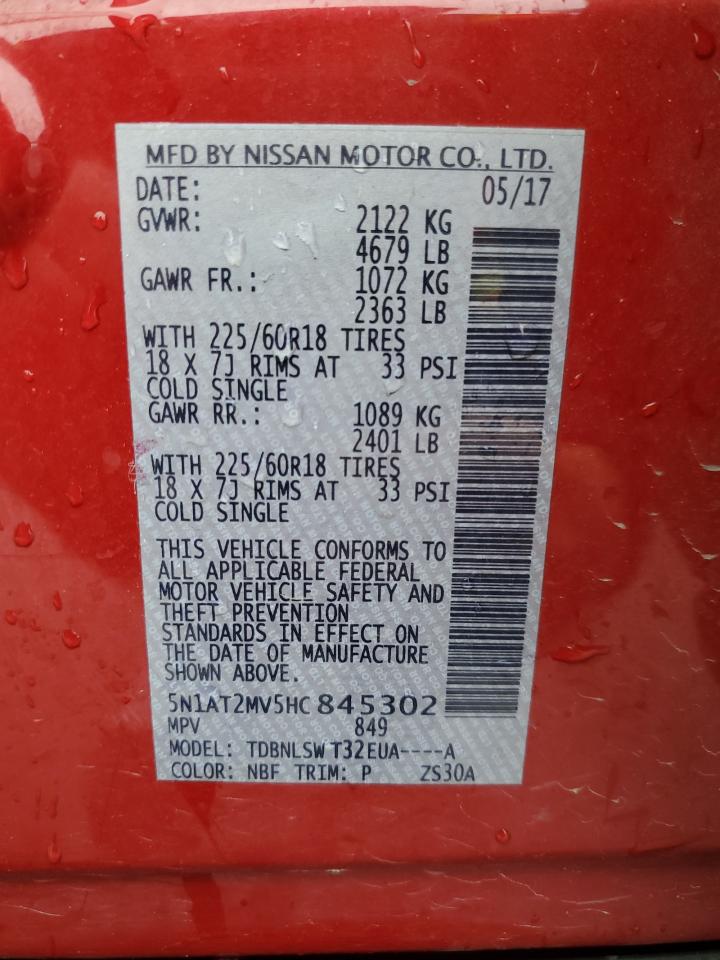 MFD BY NISSAN MOTOR CO., LTD.
DATE: 05/17
GVWR: 2122 KG
4679 LB
GAWR FR.: 1072 KG
2363 LB
WITH 225/60R18 TIRES
18 X 7J RIMS AT 33 PSI
COLD SINGLE
GAWR RR.: 1089 KG
2401 LB
WITH 225/60R18 TIRES
18 X 7J RIMS AT 33 PSI
COLD SINGLE
THIS VEHICLE CONFORMS TO
ALL APPLICABLE FEDERAL
MOTOR VEHICLE SAFETY AND
THEFT PREVENTION
STANDARDS IN EFFECT ON
THE DATE OF MANUFACTURE
SHOWN ABOVE.
5N1AT2MV5HC845302
MPV 849
MODEL: TDBNLSWT32EUA----A
COLOR: NBF TRIM: P ZS30A